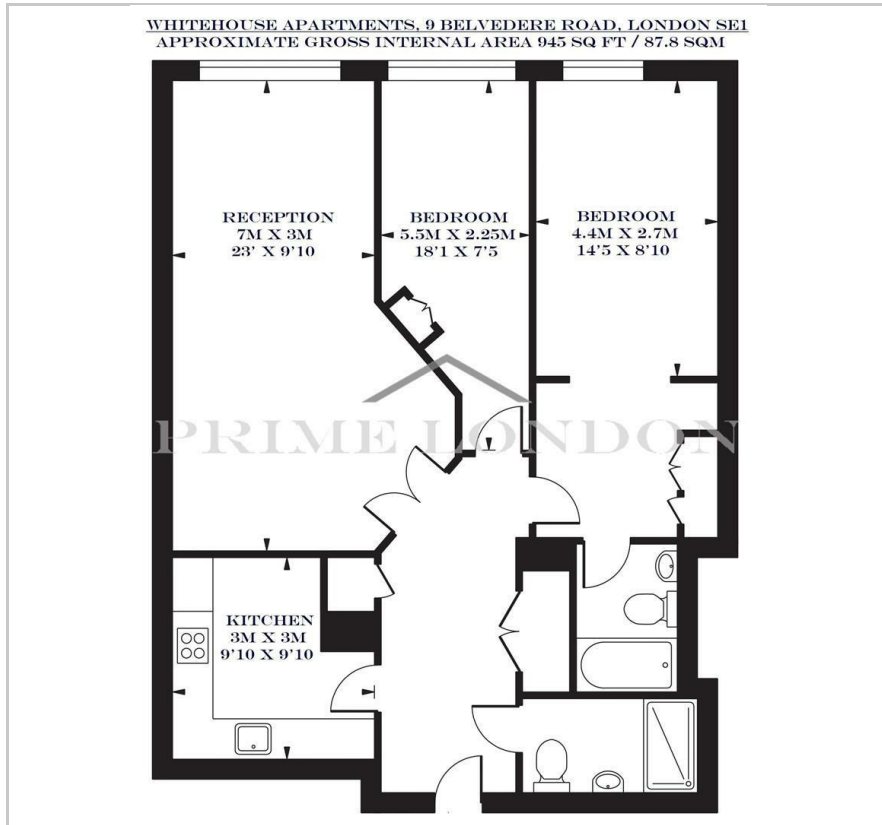 WHITEHOUSE APARTMENTS, 9 BELVEDERE ROAD, LONDON SE1
APPROXIMATE GROSS INTERNAL AREA 945 SQ FT / 87.8 SQM
RECEPTION
7M X 3M
23' X 9'10
BEDROOM
5.5M X 2.25M
18'1 X 7'5
BEDROOM
4.4M X 2.7M
14'5 X 8'10
PRIME LONDON
KITCHEN
3M X 3M
9'10 X 9'10